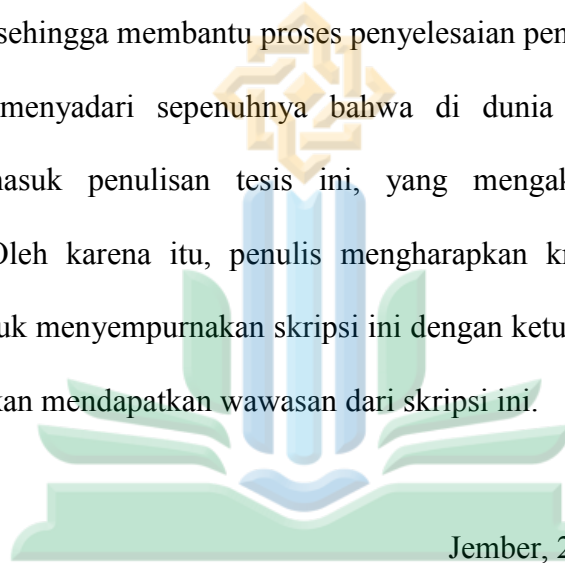 sehingga membantu proses penyelesaian pen
menyadari sepenuhnya bahwa di dunia
masuk penulisan tesis ini, yang mengak
Oleh karena itu, penulis mengharapkan kr
uk menyempurnakan skripsi ini dengan ketu
kan mendapatkan wawasan dari skripsi ini.
Jember, 2